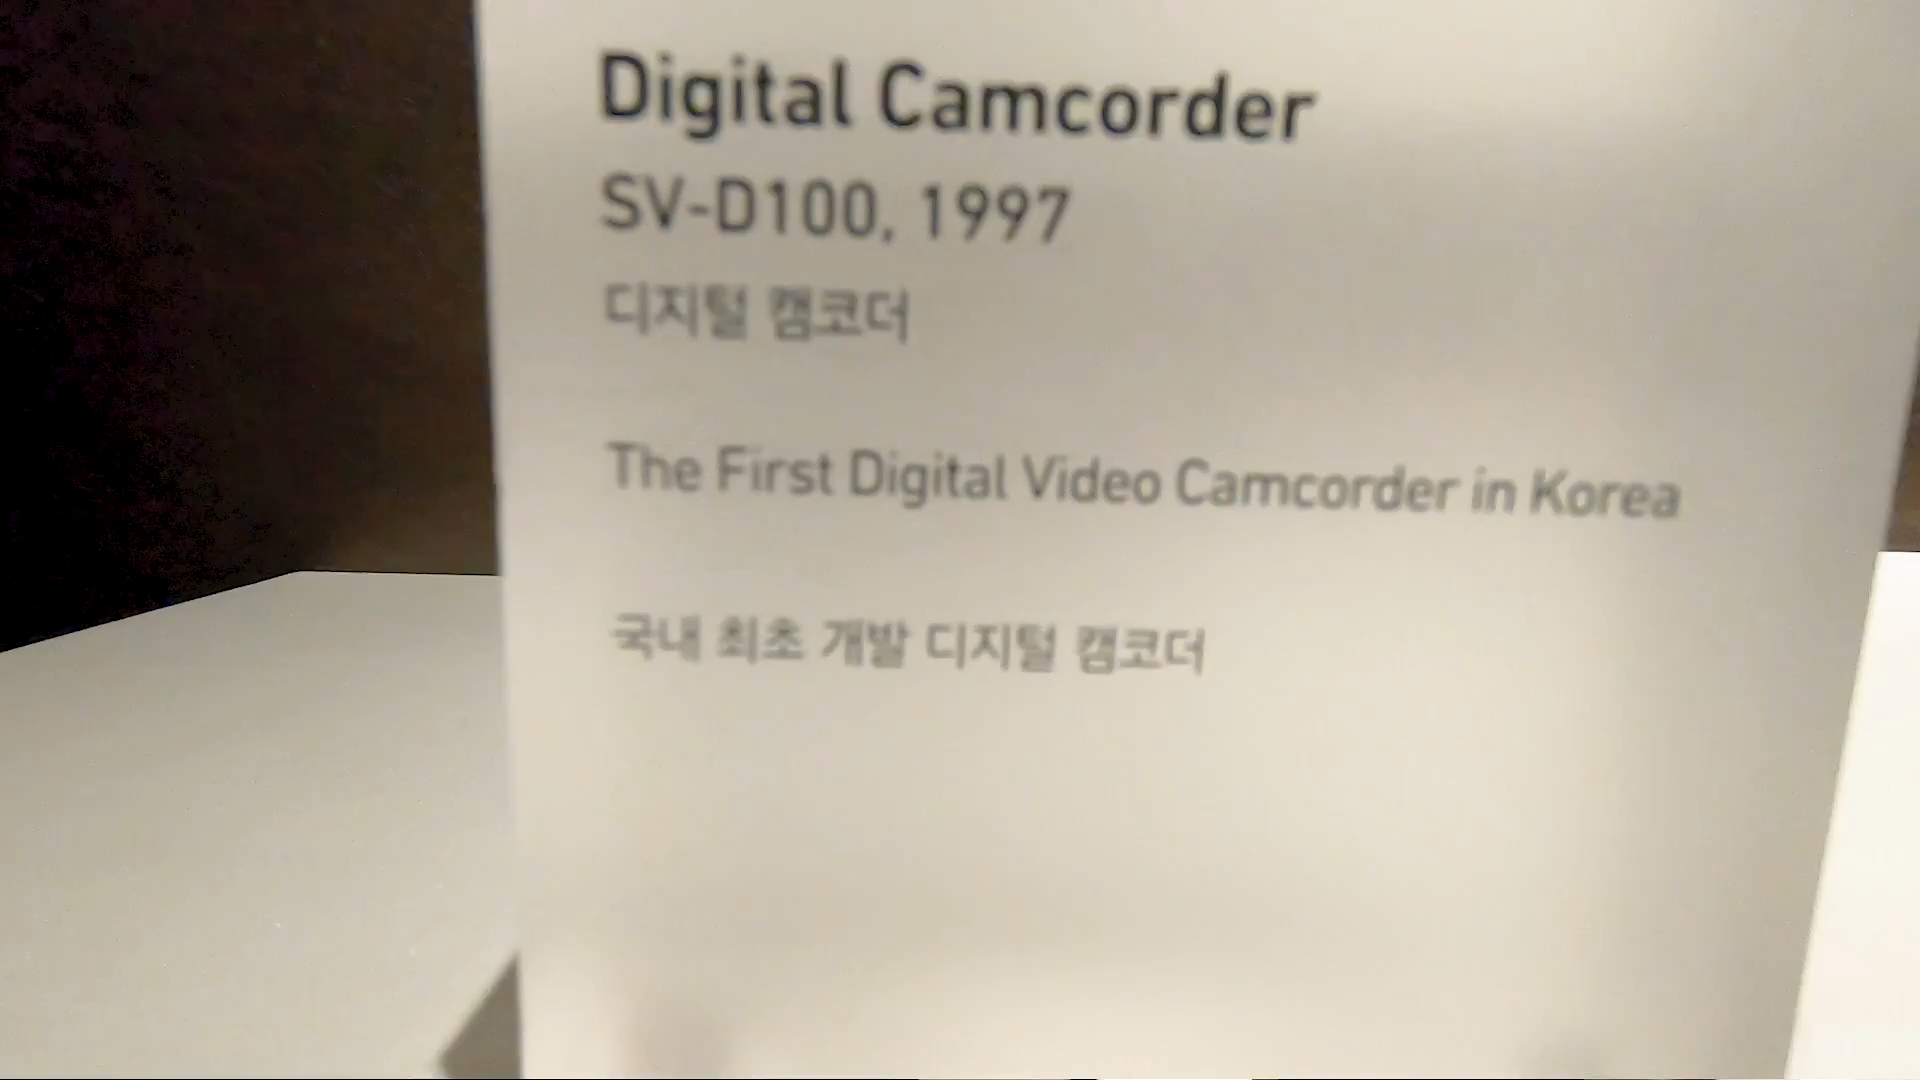 Digital Camcorder
SV-D100, 1997
디지털 캠코더
The First Digital Video Camcorder in Korea
국내 최초 개발 디지털 캠코더